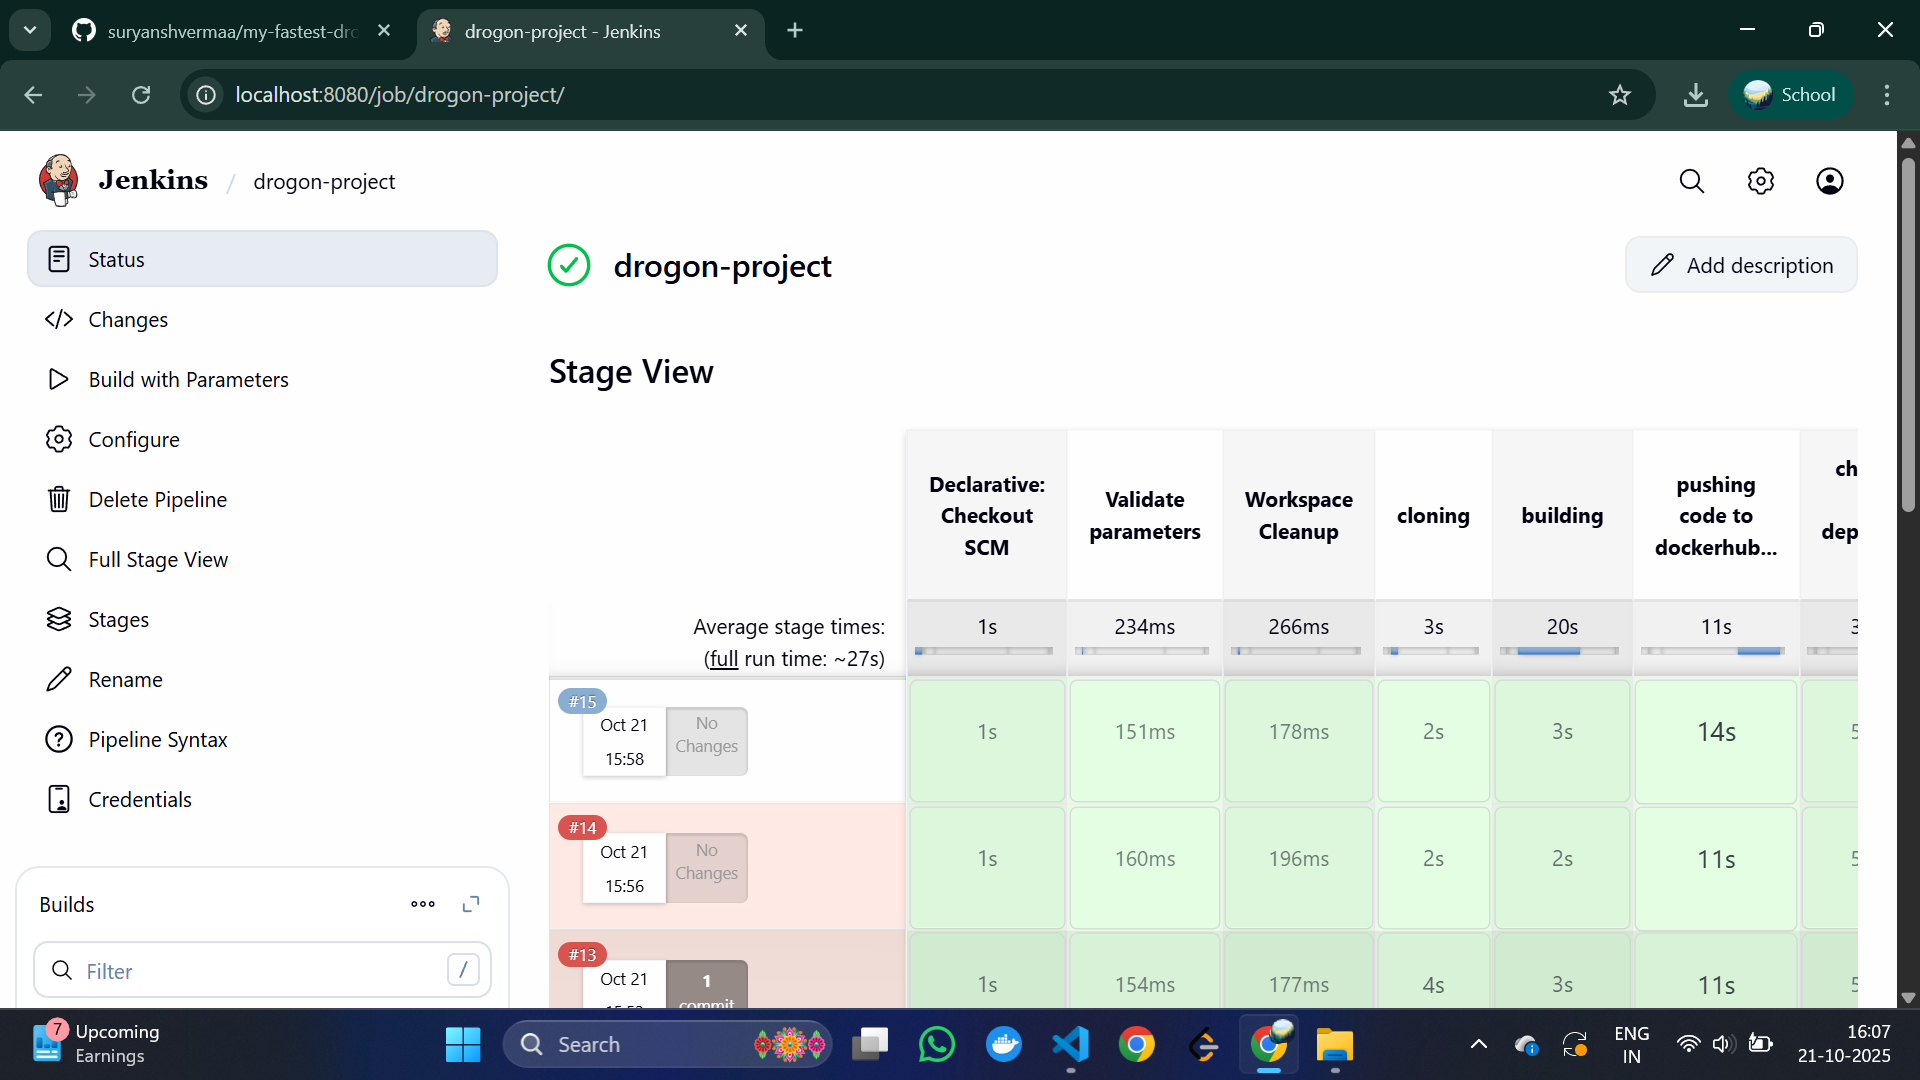 suryanshvermaa/my-fastest-dro
drogon-project - Jenkins
localhost:8080/job/drogon-project/
School
Jenkins / drogon-project
Status
Changes
Build with Parameters
Configure
Delete Pipeline
Full Stage View
Stages
Rename
Pipeline Syntax
Credentials
Builds
Filter
/
drogon-project
Add description
Stage View
Declarative:
Checkout
SCM
Validate
parameters
Workspace
Cleanup
cloning
building
pushing
code to
dockerhub...
ch
dep
Average stage times:
(full run time: ~27s)
1s
234ms
266ms
3s
20s
11s
3
#15
Oct 21
15:58
No
Changes
1s
151ms
178ms
2s
3s
14s
5
#14
Oct 21
15:56
No
Changes
1s
160ms
196ms
2s
2s
11s
5
#13
Oct 21
1
commit
1s
154ms
177ms
4s
3s
11s
5
7
Upcoming
Earnings
Search
ENG
IN
16:07
21-10-2025